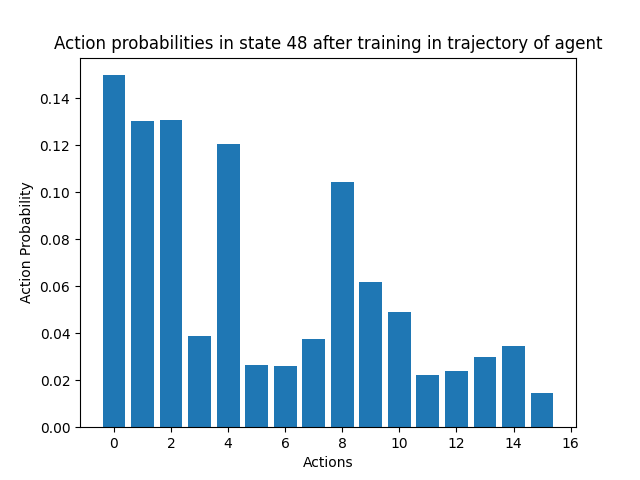 Action probabilities in state 48 after training in trajectory of agent
0.14
0.12
0.10
0.08
0.06
0.04
0.02
0.00
Action Probability
0 2 4 6 8 10 12 14 16
Actions